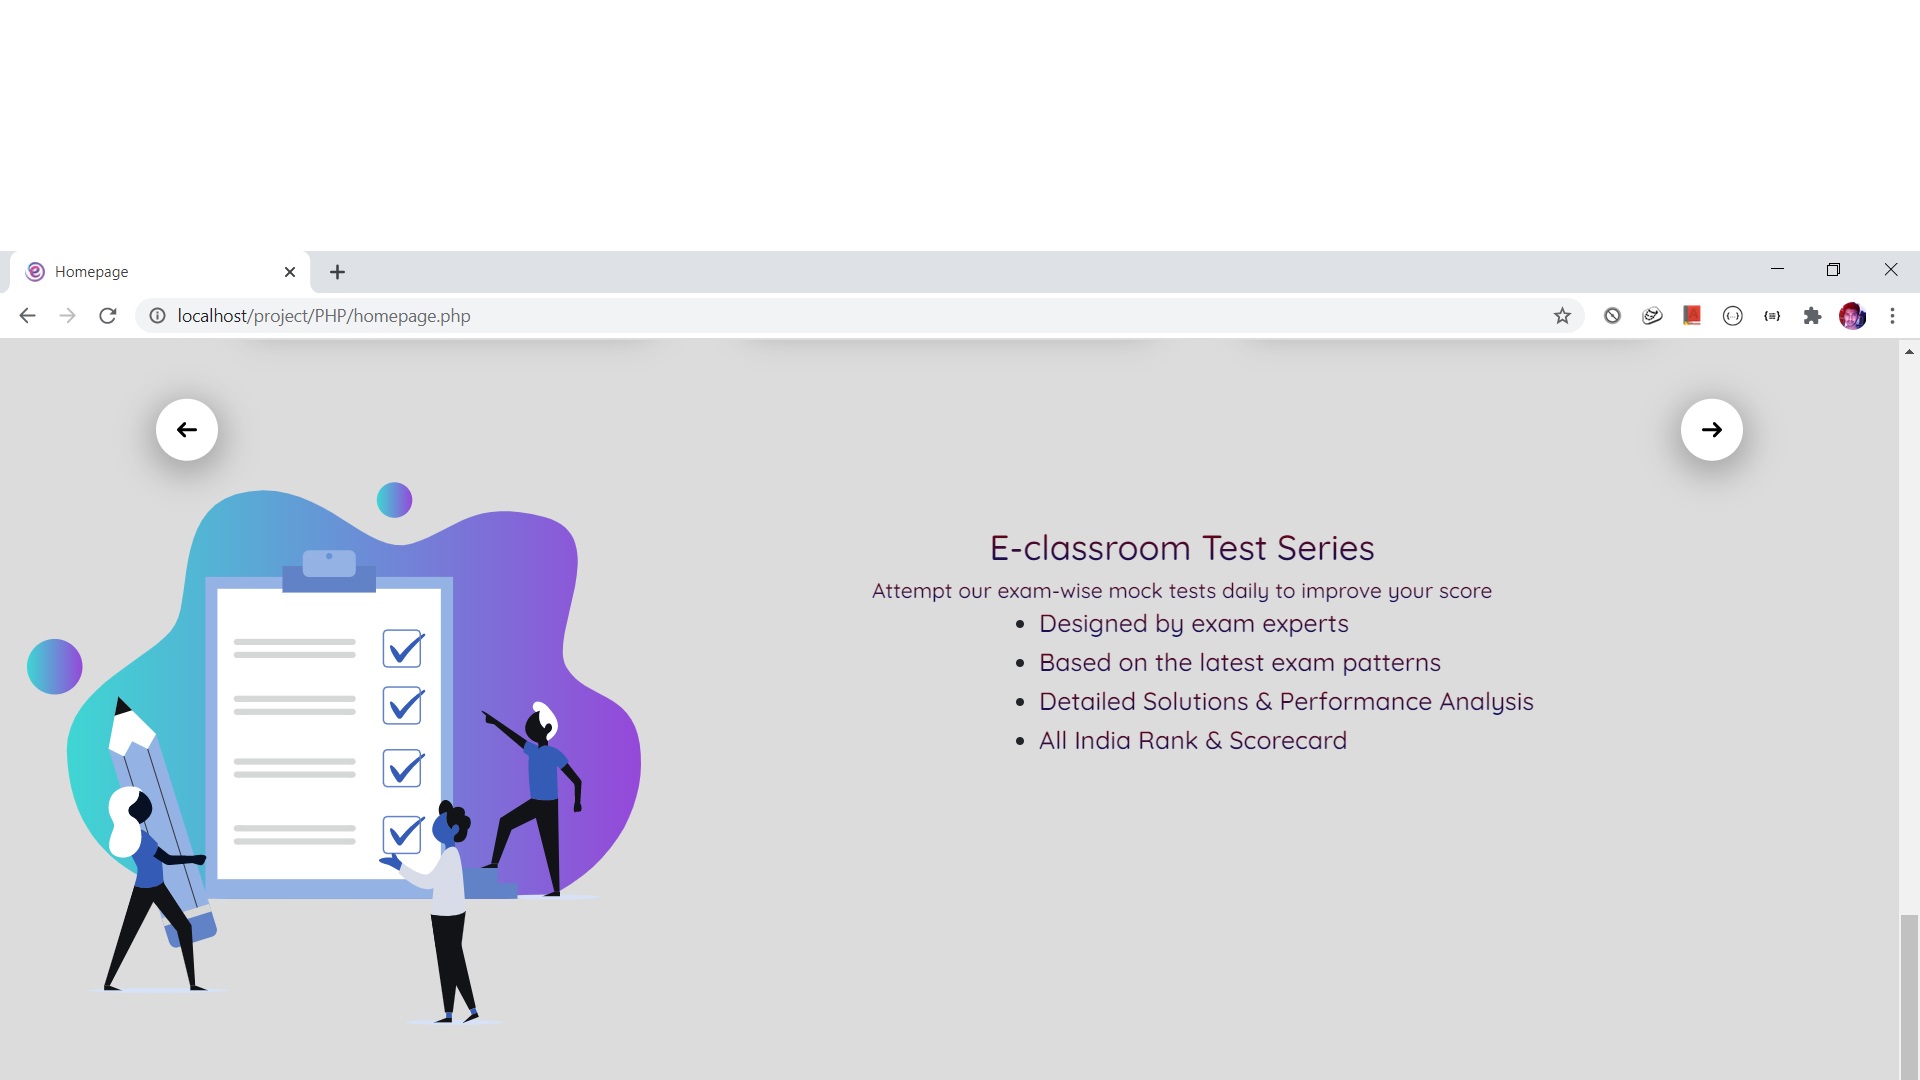 Homepage
localhost/project/PHP/homepage.php
E-classroom Test Series
Attempt our exam-wise mock tests daily to improve your score
Designed by exam experts
Based on the latest exam patterns
Detailed Solutions & Performance Analysis
All India Rank & Scorecard